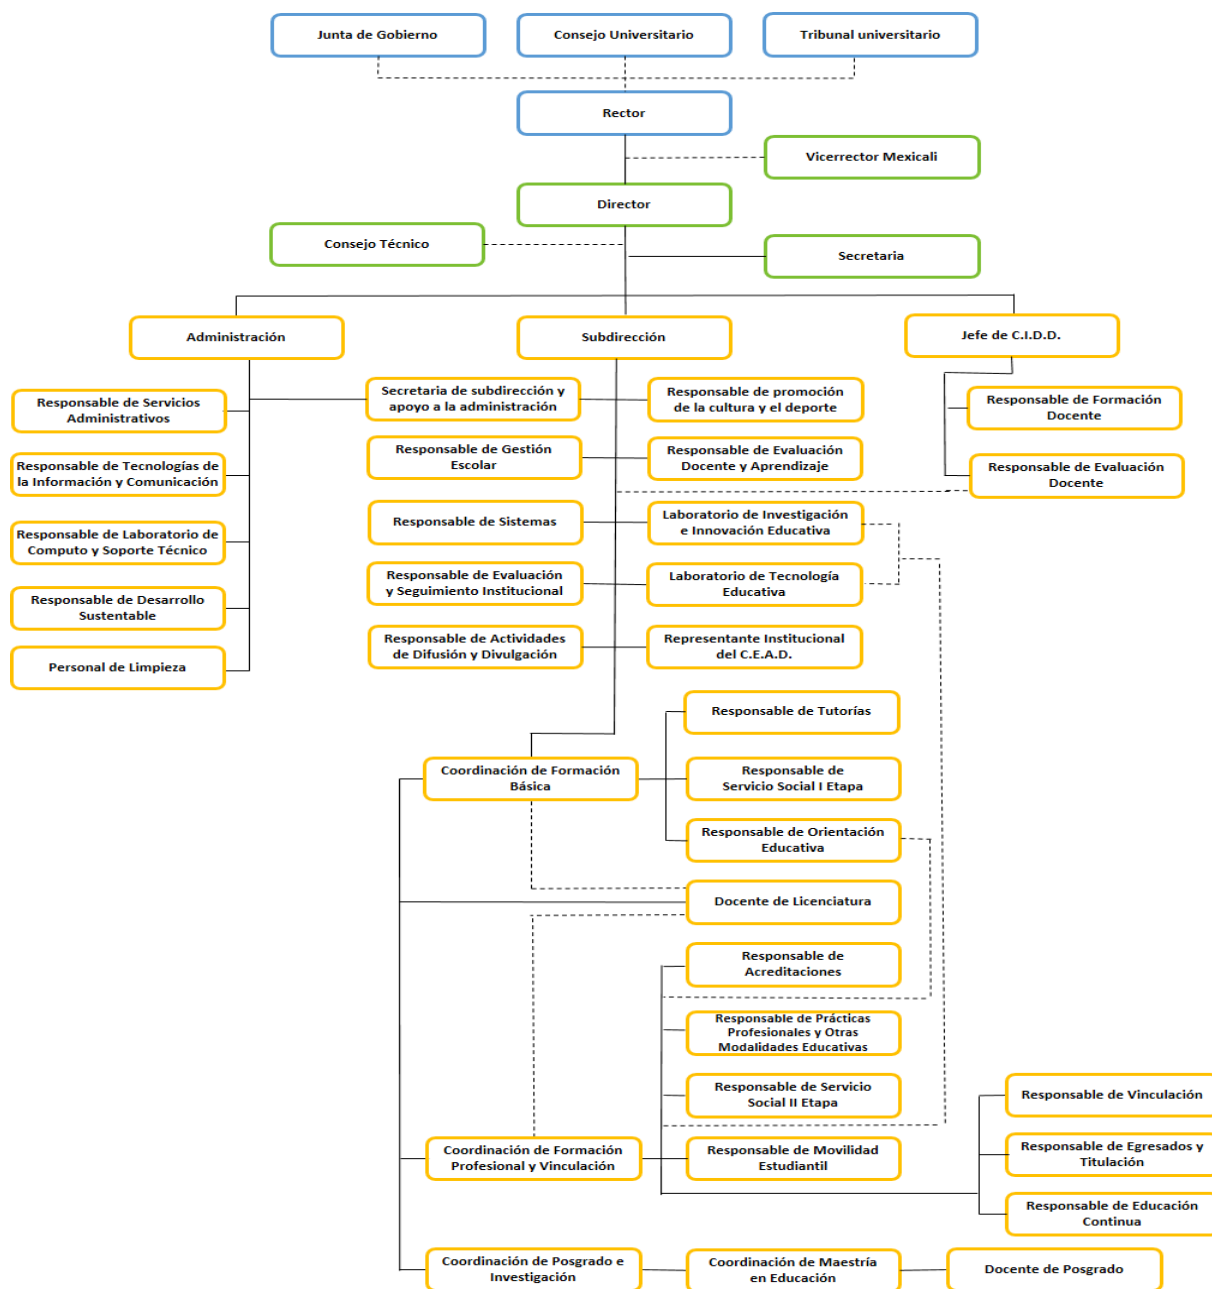 Junta de Gobierno
Consejo Universitario
Tribunal universitario
Rector
Vicerrector Mexicali
Director
Consejo Técnico
Secretaria
Administración
Subdirección
Jefe de C.I.D.D.
Responsable de Servicios
Administrativos
Secretaria de subdirección y
apoyo a la administración
Responsable de promoción
de la cultura y el deporte
Responsable de Formación
Docente
Responsable de Tecnologías de
la Información y Comunicación
Responsable de Gestión
Escolar
Responsable de Evaluación
Docente y Aprendizaje
Responsable de Evaluación
Docente
Responsable de Laboratorio de
Computo y Soporte Técnico
Responsable de Sistemas
Laboratorio de Investigación
e Innovación Educativa
Responsable de Desarrollo
Sustentable
Responsable de Evaluación
y Seguimiento Institucional
Laboratorio de Tecnología
Educativa
Personal de Limpieza
Responsable de Actividades
de Difusión y Divulgación
Representante Institucional
del C.E.A.D.
Responsable de Tutorías
Coordinación de Formación
Básica
Responsable de
Servicio Social I Etapa
Responsable de Orientación
Educativa
Docente de Licenciatura
Responsable de
Acreditaciones
Responsable de Prácticas
Profesionales y Otras
Modalidades Educativas
Responsable de Servicio
Social II Etapa
Responsable de Vinculación
Coordinación de Formación
Profesional y Vinculación
Responsable de Movilidad
Estudiantil
Responsable de Egresados y
Titulación
Responsable de Educación
Continua
Coordinación de Posgrado e
Investigación
Coordinación de Maestría
en Educación
Docente de Posgrado